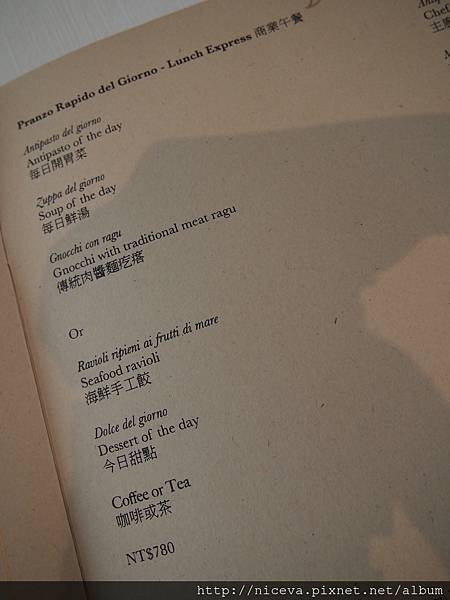 Pranzo Rapido del Giorno - Lunch Express 商業午餐
Antipasto del giorno
Antipasto of the day
每日開胃菜
Zuppa del giorno
Soup of the day
每日鮮湯
Gnocchi con ragu
Gnocchi with traditional meat ragu
傳統肉醬麵疙瘩
Or
Ravioli ripieni ai frutti di mare
Seafood ravioli
海鮮手工餃
Dolce del giorno
Dessert of the day
今日甜點
Coffee or Tea
咖啡或茶
NT$780
Chef
主廚
http://niceva.pixnet.net/album